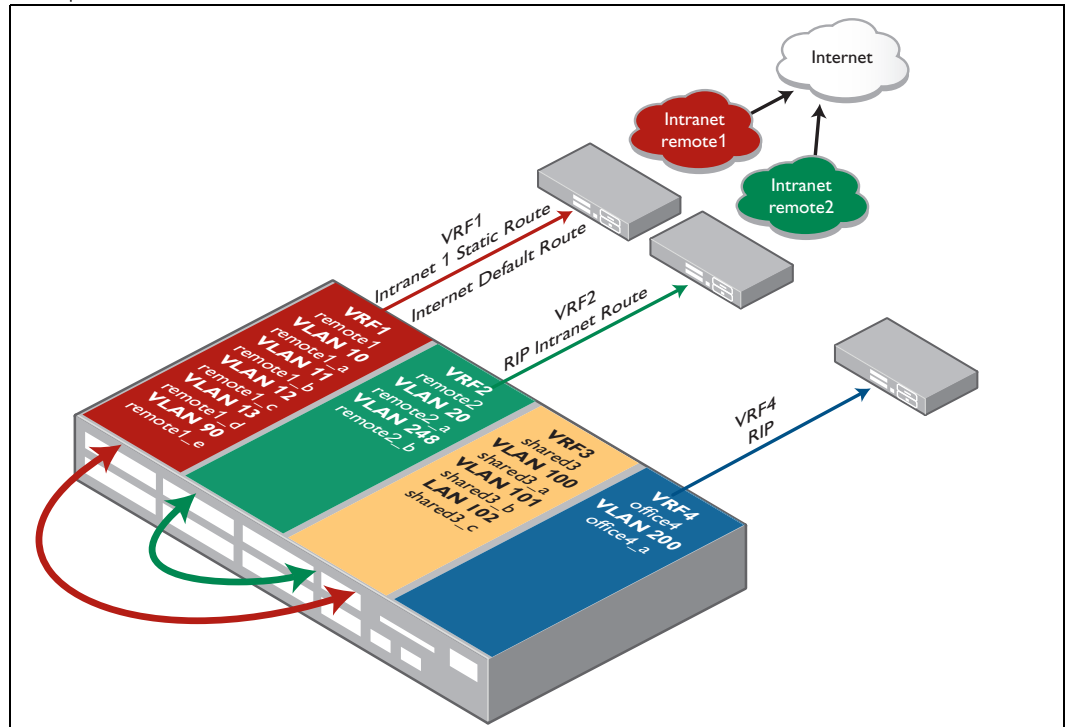 Internet
Intranet
remote1
Intranet
remote2
VRF1
Intranet 1 Static Route
Internet Default Route
VRF2
RIP Intranet Route
VRF4
RIP
VRF1
remote1
VLAN 10
remote1_a
VLAN 11
remote1_b
VLAN 12
remote1_c
VLAN 13
remote1_d
VLAN 90
remote1_e
VRF2
remote2
VLAN 20
remote2_a
VLAN 248
remote2_b
VRF3
shared3
VLAN 100
shared3_a
VLAN 101
shared3_b
LAN 102
shared3_c
VRF4
office4
VLAN 200
office4_a